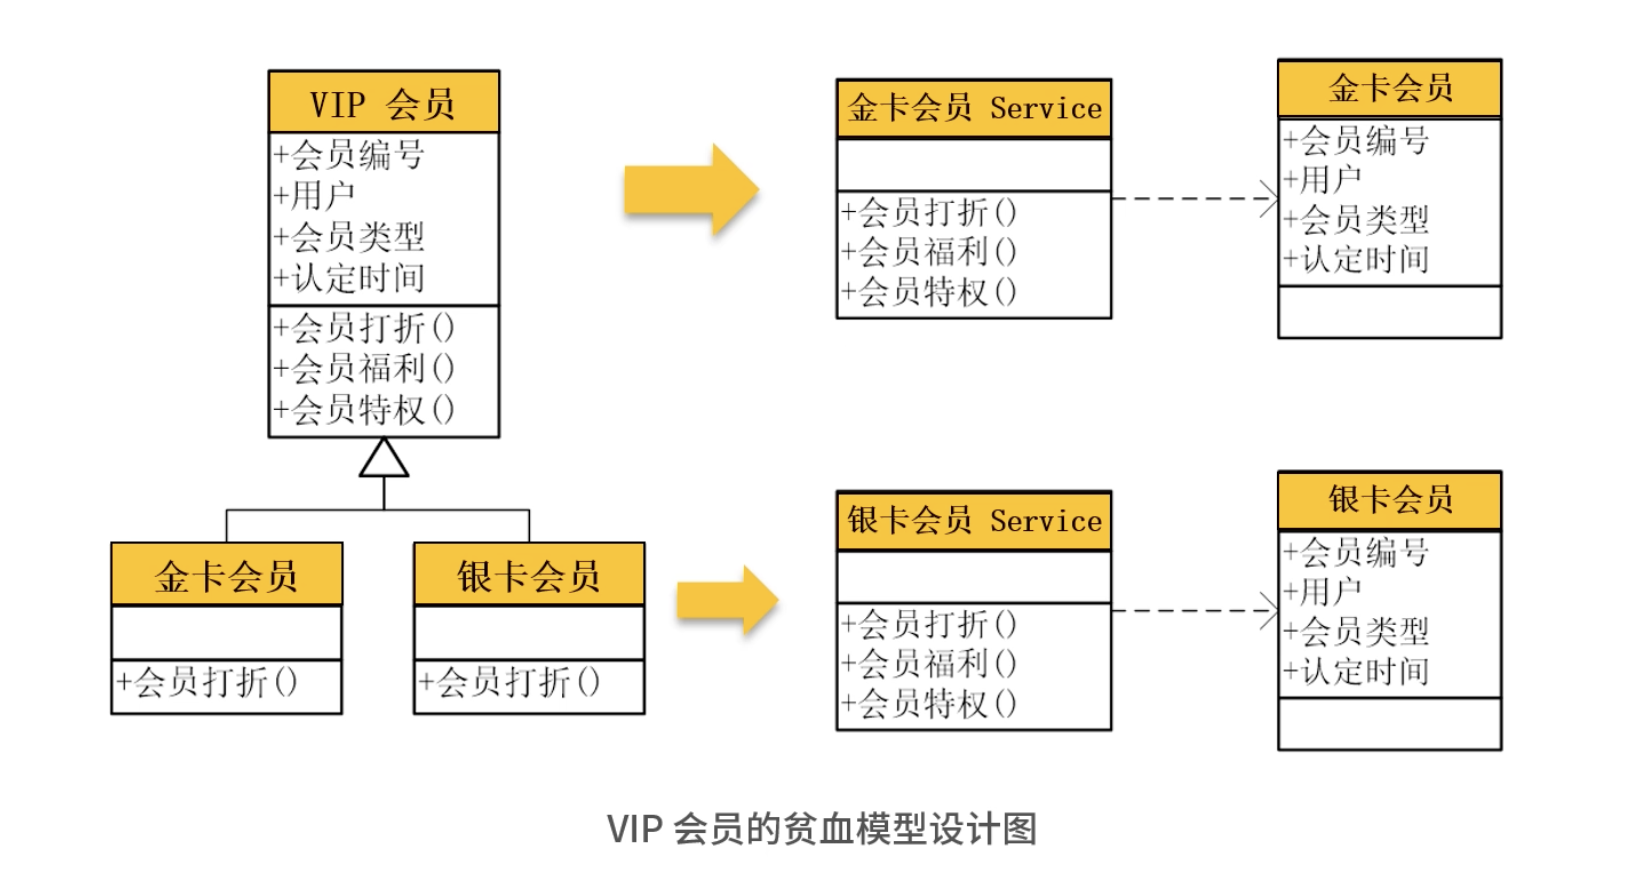 VIP 会员
+会员编号
+用户
+会员类型
+认定时间
+会员打折()
+会员福利()
+会员特权()
金卡会员
+会员打折()
银卡会员
+会员打折()
金卡会员 Service
+会员打折()
+会员福利()
+会员特权()
金卡会员
+会员编号
+用户
+会员类型
+认定时间
银卡会员 Service
+会员打折()
+会员福利()
+会员特权()
银卡会员
+会员编号
+用户
+会员类型
+认定时间
VIP 会员的贫血模型设计图